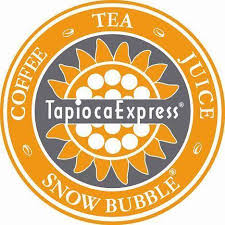 COFFEE TEA JUICE
TapiocaExpress®
SNOW BUBBLE®